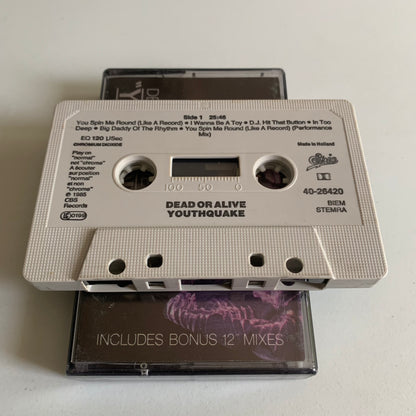 Side 1 25:46
You Spin Me Round (Like A Record) • I Wanna Be A Toy • D.J. Hit That Button • In Too
Deep • Big Daddy Of The Rhythm • You Spin Me Round (Like A Record) (Performance
Mix)
EQ 120 µSec
CHROMIUM DIOXIDE
Play on
"normal"
not "chrome"
A écouter
sur position
"normal"
et non
"chrome"
℗ 1985
CBS
Records
Made in Holland
Epic
40-26420
BIEM
STEMRA
100 50 0
DEAD OR ALIVE
YOUTHQUAKE
INCLUDES BONUS 12" MIXES